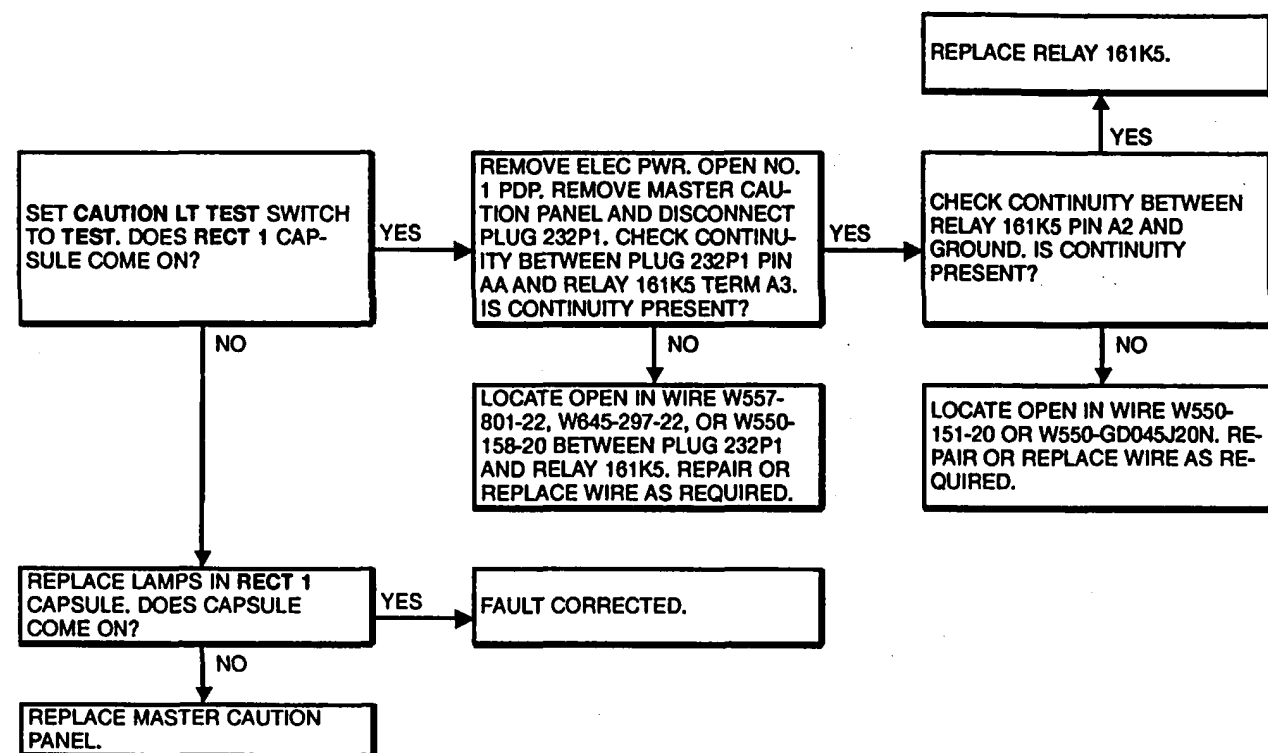 REPLACE RELAY 161K5.
YES
SET CAUTION LT TEST SWITCH
TO TEST. DOES RECT 1 CAP-
SULE COME ON?
YES
REMOVE ELEC PWR. OPEN NO.
1 PDP. REMOVE MASTER CAU-
TION PANEL AND DISCONNECT
PLUG 232P1. CHECK CONTINU-
ITY BETWEEN PLUG 232P1 PIN
AA AND RELAY 161K5 TERM A3.
IS CONTINUITY PRESENT?
YES
CHECK CONTINUITY BETWEEN
RELAY 161K5 PIN A2 AND
GROUND. IS CONTINUITY
PRESENT?
NO
NO
NO
LOCATE OPEN IN WIRE W557-
801-22, W645-297-22, OR W550-
158-20 BETWEEN PLUG 232P1
AND RELAY 161K5. REPAIR OR
REPLACE WIRE AS REQUIRED.
LOCATE OPEN IN WIRE W550-
151-20 OR W550-GD045J20N. RE-
PAIR OR REPLACE WIRE AS RE-
QUIRED.
REPLACE LAMPS IN RECT 1
CAPSULE. DOES CAPSULE
COME ON?
YES
FAULT CORRECTED.
NO
REPLACE MASTER CAUTION
PANEL.